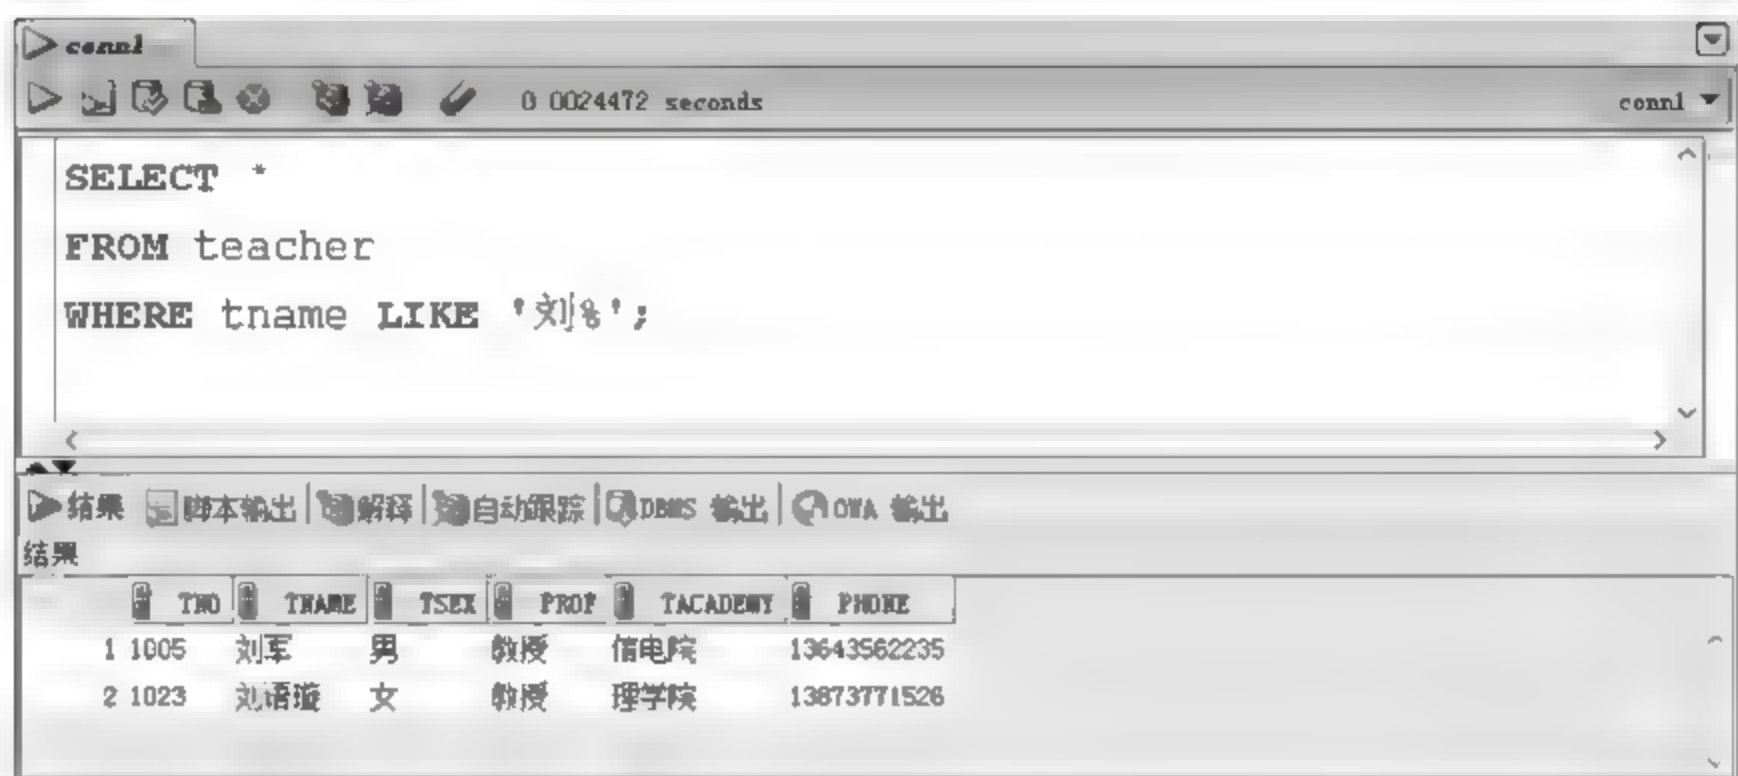 conn1
0 0024472 seconds conn1
SELECT *
FROM teacher
WHERE tname LIKE '刘%';
结果 脚本输出 解释 自动跟踪 DBMS 输出 OWA 输出
结果
TNO TNAME TSEX PROF TACADEMY PHONE
1 1005 刘军 男 教授 信电院 13643562235
2 1023 刘语璇 女 教授 理学院 13873771526